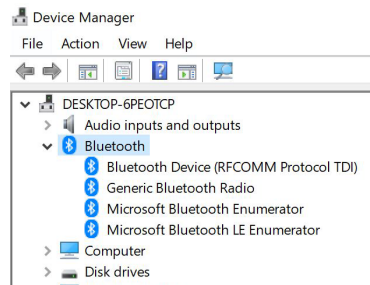 Device Manager
File Action View Help
DESKTOP-6PEOTCP
Audio inputs and outputs
Bluetooth
Bluetooth Device (RFCOMM Protocol TDI)
Generic Bluetooth Radio
Microsoft Bluetooth Enumerator
Microsoft Bluetooth LE Enumerator
Computer
Disk drives